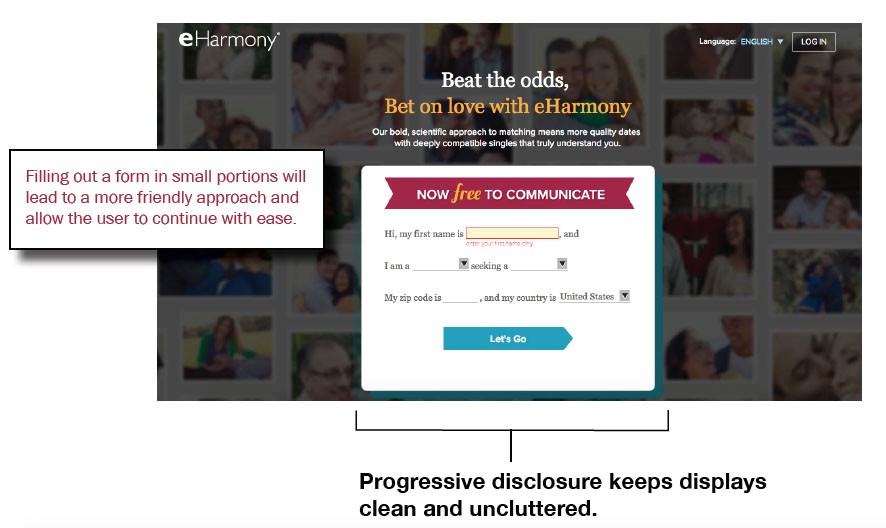 eHarmony®
Language: ENGLISH ▼ LOG IN
Beat the odds,
Bet on love with eHarmony
Our bold, scientific approach to matching means more quality dates
with deeply compatible singles that truly understand you.
Filling out a form in small portions will
lead to a more friendly approach and
allow the user to continue with ease.
NOW free TO COMMUNICATE
Hi, my first name is , and
enter your first name only
I am a ▼ seeking a ▼
My zip code is , and my country is United States ▼
Let's Go
Progressive disclosure keeps displays
clean and uncluttered.